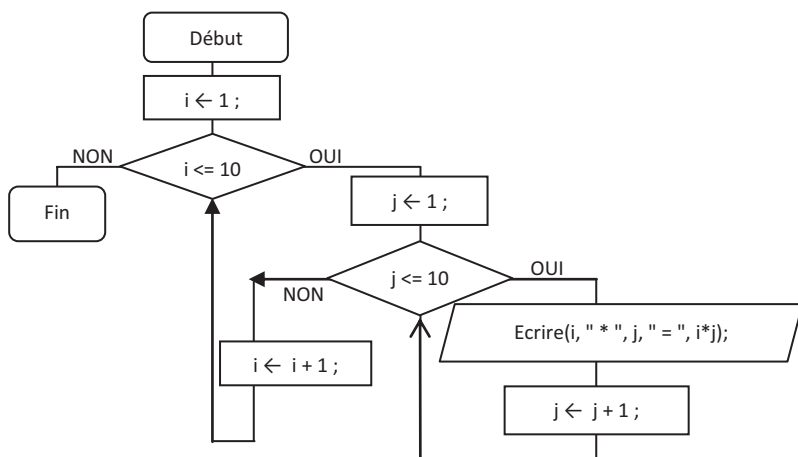 Début
i ← 1 ;
NON
i <= 10
OUI
Fin
j ← 1 ;
NON
j <= 10
OUI
Ecrire(i, " * ", j, " = ", i*j);
i ← i + 1 ;
j ← j + 1 ;